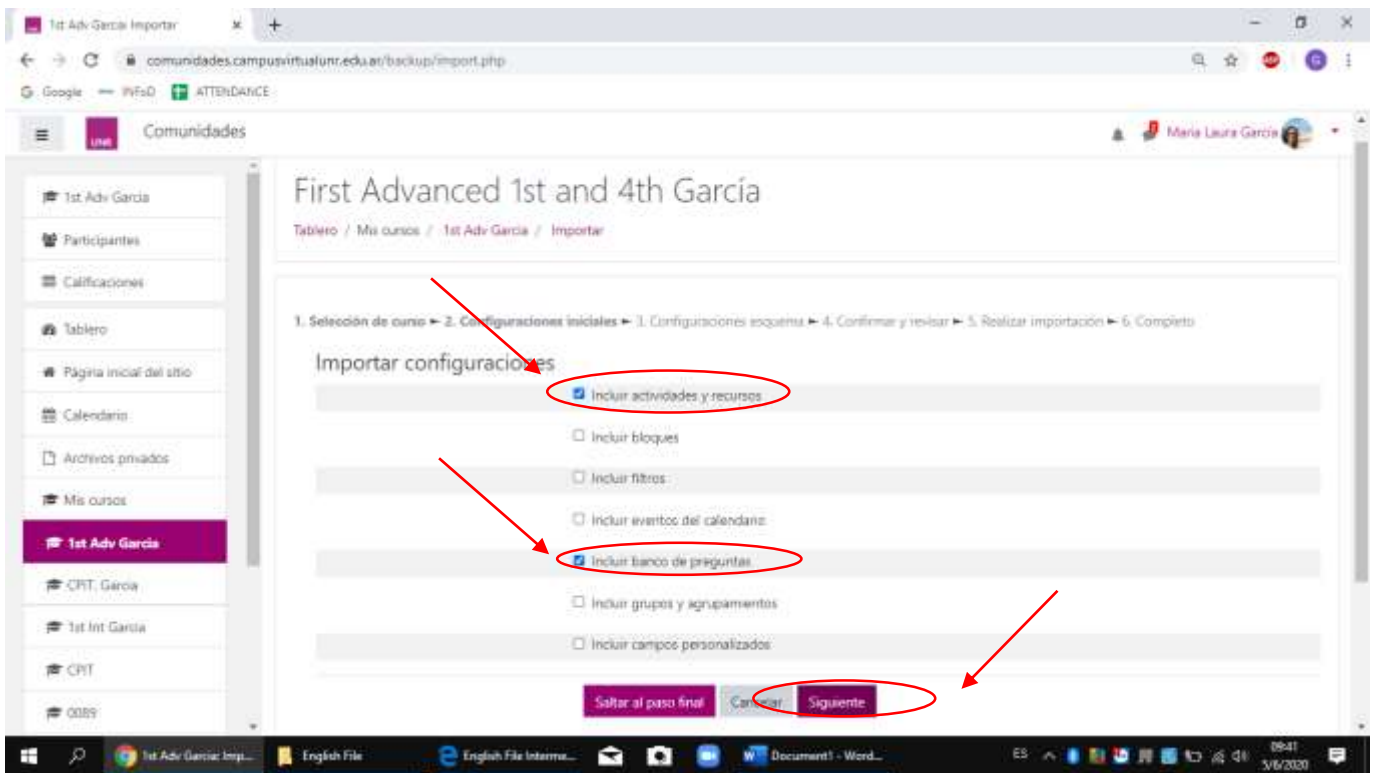 1st Adv Garcia: Importar
comunidades.campusvirtualunr.edu.ar/backup/import.php
Google INFoD ATTENDANCE
UNR Comunidades María Laura García
1st Adv Garcia
Participantes
Calificaciones
Tablero
Página inicial del sitio
Calendario
Archivos privados
Mis cursos
1st Adv Garcia
CPIT. Garcia
1st Int Garcia
CPIT
0089
First Advanced 1st and 4th García
Tablero / Mis cursos / 1st Adv Garcia / Importar
1. Selección de curso ► 2. Configuraciones iniciales ► 3. Configuraciones esquema ► 4. Confirmar y revisar ► 5. Realizar importación ► 6. Completo
Importar configuraciones
Incluir actividades y recursos
Incluir bloques
Incluir filtros
Incluir eventos del calendario
Incluir banco de preguntas
Incluir grupos y agrupamientos
Incluir campos personalizados
Saltar al paso final Cancelar Siguiente
1st Adv Garcia: Imp... English File English File Interme... Document1 - Word... ES 09:41
5/6/2020